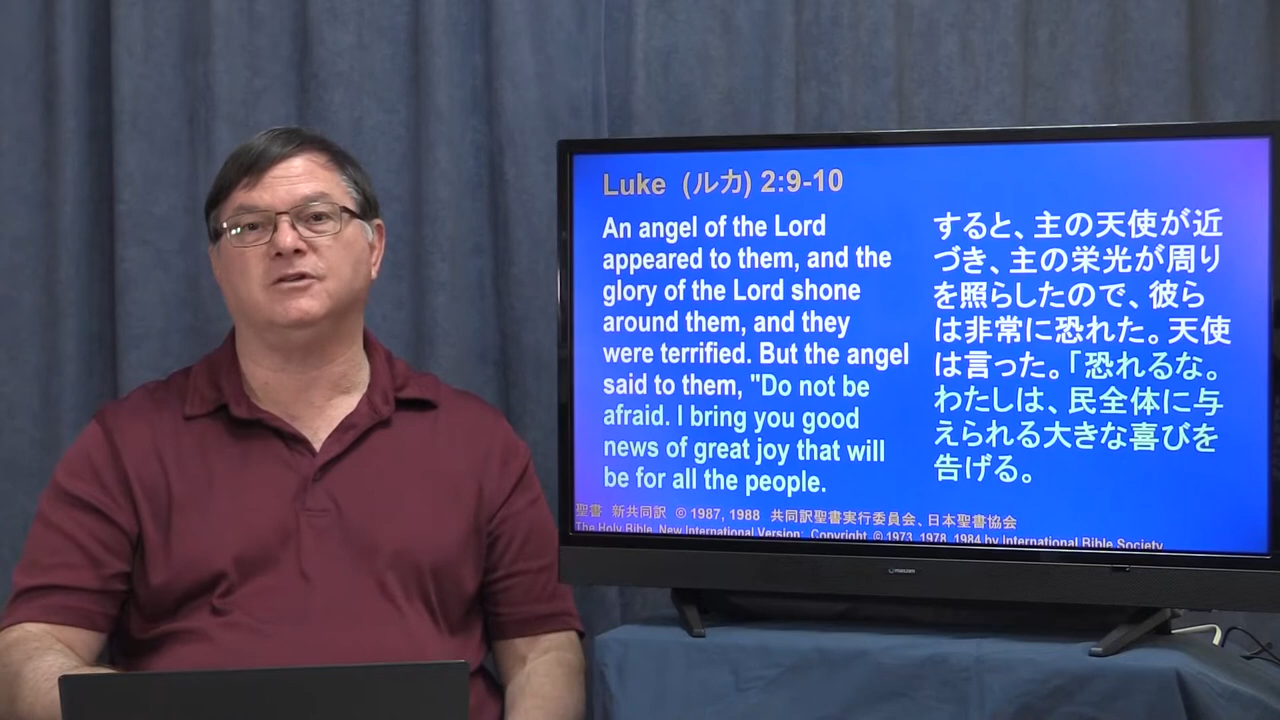 Luke (ルカ) 2:9-10
An angel of the Lord
appeared to them, and the
glory of the Lord shone
around them, and they
were terrified. But the angel
said to them, "Do not be
afraid. I bring you good
news of great joy that will
be for all the people.
すると、主の天使が近
づき、主の栄光が周り
を照らしたので、彼ら
は非常に恐れた。天使
は言った。「恐れるな。
わたしは、民全体に与
えられる大きな喜びを
告げる。
聖書 新共同訳 © 1987, 1988 共同訳聖書実行委員会、日本聖書協会
The Holy Bible, New International Version; Copyright, © 1973, 1978, 1984 by International Bible Society
maxzen